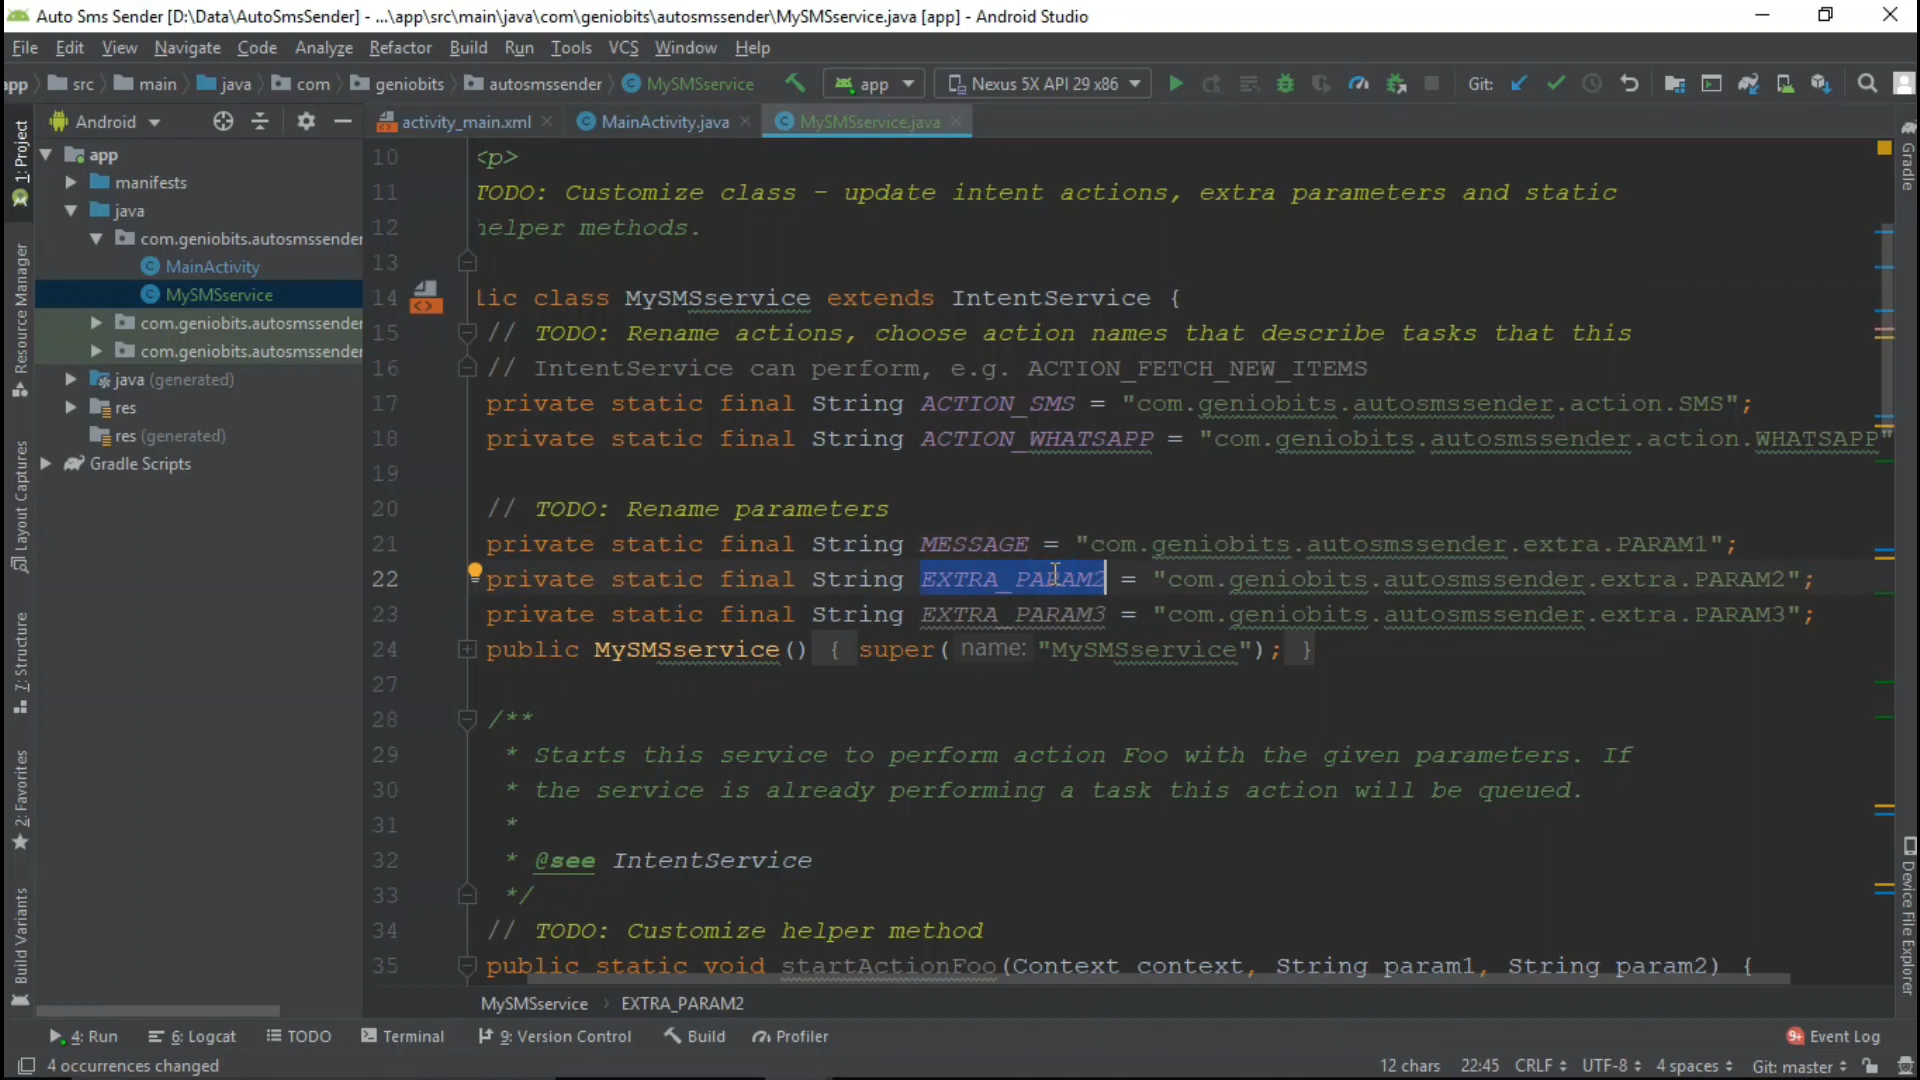 Auto Sms Sender [D:\Data\AutoSmsSender] - ...\app\src\main\java\com\geniobits\autosmssender\MySMSservice.java [app] - Android Studio
File Edit View Navigate Code Analyze Refactor Build Run Tools VCS Window Help
app src main java com geniobits autosmssender MySMSservice app Nexus 5X API 29 x86 Git:
Android activity_main.xml MainActivity.java MySMSservice.java
1: Project
Resource Manager
Layout Captures
7: Structure
2: Favorites
Build Variants
app
manifests
java
com.geniobits.autosmssender
MainActivity
MySMSservice
com.geniobits.autosmssender
com.geniobits.autosmssender
java (generated)
res
res (generated)
Gradle Scripts
10 <p>
11 TODO: Customize class - update intent actions, extra parameters and static
12 helper methods.
13
14 lic class MySMSservice extends IntentService {
15 // TODO: Rename actions, choose action names that describe tasks that this
16 // IntentService can perform, e.g. ACTION_FETCH_NEW_ITEMS
17 private static final String ACTION_SMS = "com.geniobits.autosmssender.action.SMS";
18 private static final String ACTION_WHATSAPP = "com.geniobits.autosmssender.action.WHATSAPP"
19
20 // TODO: Rename parameters
21 private static final String MESSAGE = "com.geniobits.autosmssender.extra.PARAM1";
22 private static final String EXTRA_PARAM2 = "com.geniobits.autosmssender.extra.PARAM2";
23 private static final String EXTRA_PARAM3 = "com.geniobits.autosmssender.extra.PARAM3";
24 public MySMSservice() { super( name: "MySMSservice"); }
27
28 /**
29 * Starts this service to perform action Foo with the given parameters. If
30 * the service is already performing a task this action will be queued.
31 *
32 * @see IntentService
33 */
34 // TODO: Customize helper method
35 public static void startActionFoo(Context context, String param1, String param2) {
Gradle
Device File Explorer
MySMSservice EXTRA_PARAM2
4: Run 6: Logcat TODO Terminal 9: Version Control Build Profiler 9+ Event Log
4 occurrences changed 12 chars 22:45 CRLF UTF-8 4 spaces Git: master